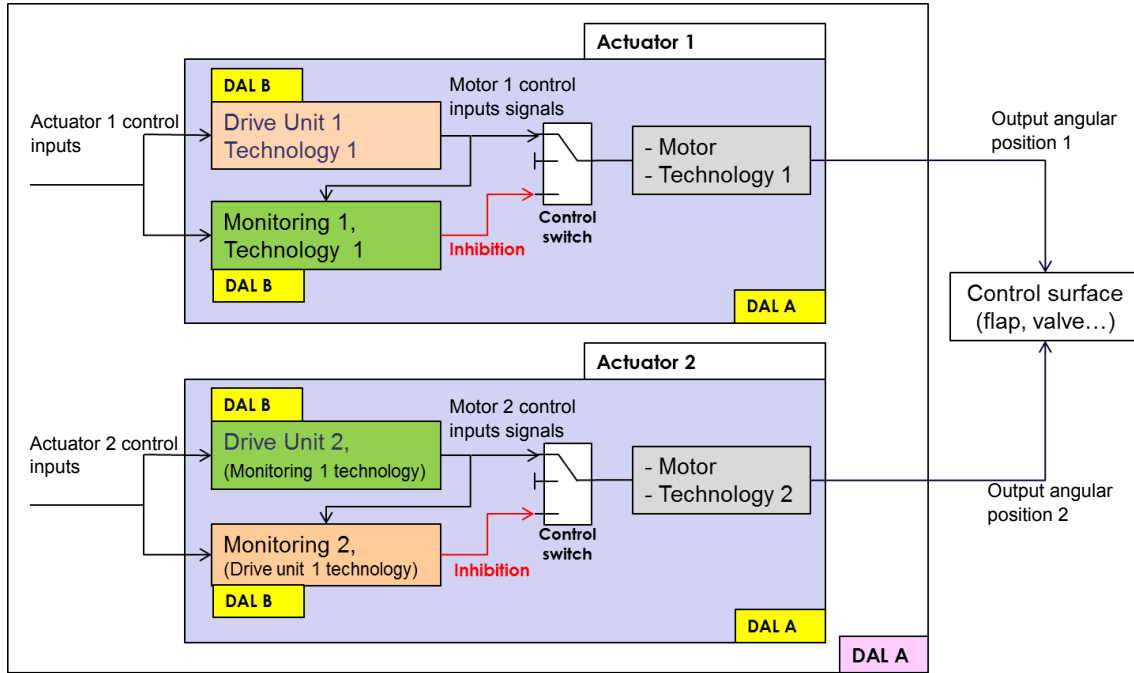 Actuator 1
DAL B
Motor 1 control
inputs signals
Actuator 1 control
inputs
Drive Unit 1
Technology 1
- Motor
- Technology 1
Output angular
position 1
Monitoring 1,
Technology 1
Inhibition
Control
switch
DAL B
DAL A
Control surface
(flap, valve…)
Actuator 2
DAL B
Motor 2 control
inputs signals
Actuator 2 control
inputs
Drive Unit 2,
(Monitoring 1 technology)
- Motor
- Technology 2
Output angular
position 2
Monitoring 2,
(Drive unit 1 technology)
Inhibition
Control
switch
DAL B
DAL A
DAL A